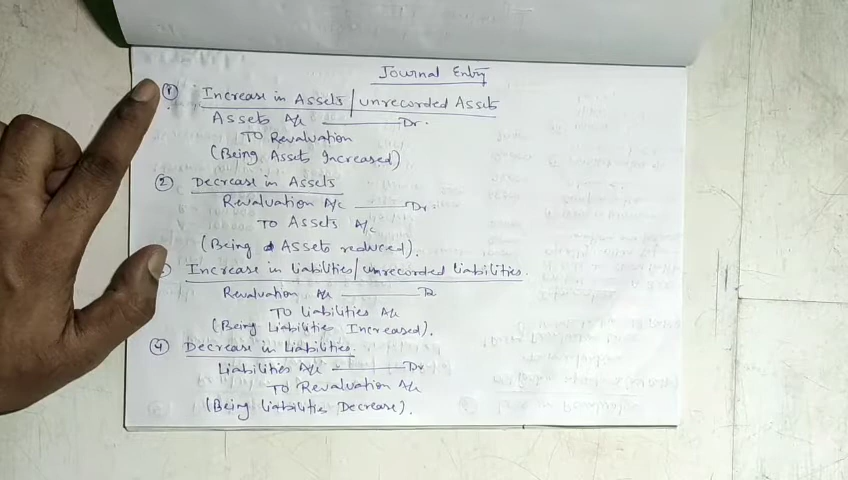 Journal Entry
① Increase in Assets / unrecorded Assets
Assets A/c Dr.
TO Revaluation
(Being Assets Increased)
② Decrease in Assets
Revaluation A/c Dr.
TO Assets A/c
(Being Assets reduced).
Increase in liabilities / unrecorded liabilities.
Revaluation A/c Dr
TO liabilities A/c
(Being Liabilities Increased).
④ Decrease in Liabilities.
Liabilities A/c Dr
TO Revaluation A/c
(Being liabilities Decrease).